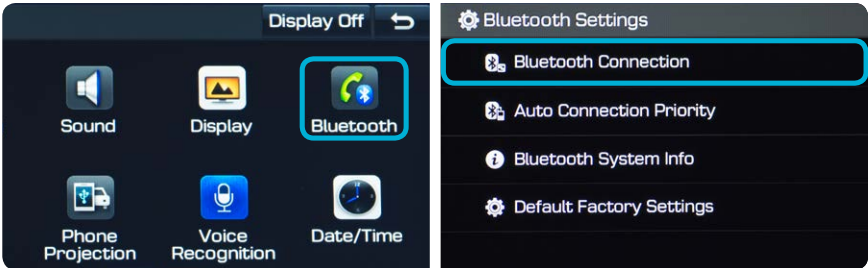 Display Off
Sound
Display
Bluetooth
Phone
Projection
Voice
Recognition
Date/Time
Bluetooth Settings
Bluetooth Connection
Auto Connection Priority
Bluetooth System Info
Default Factory Settings